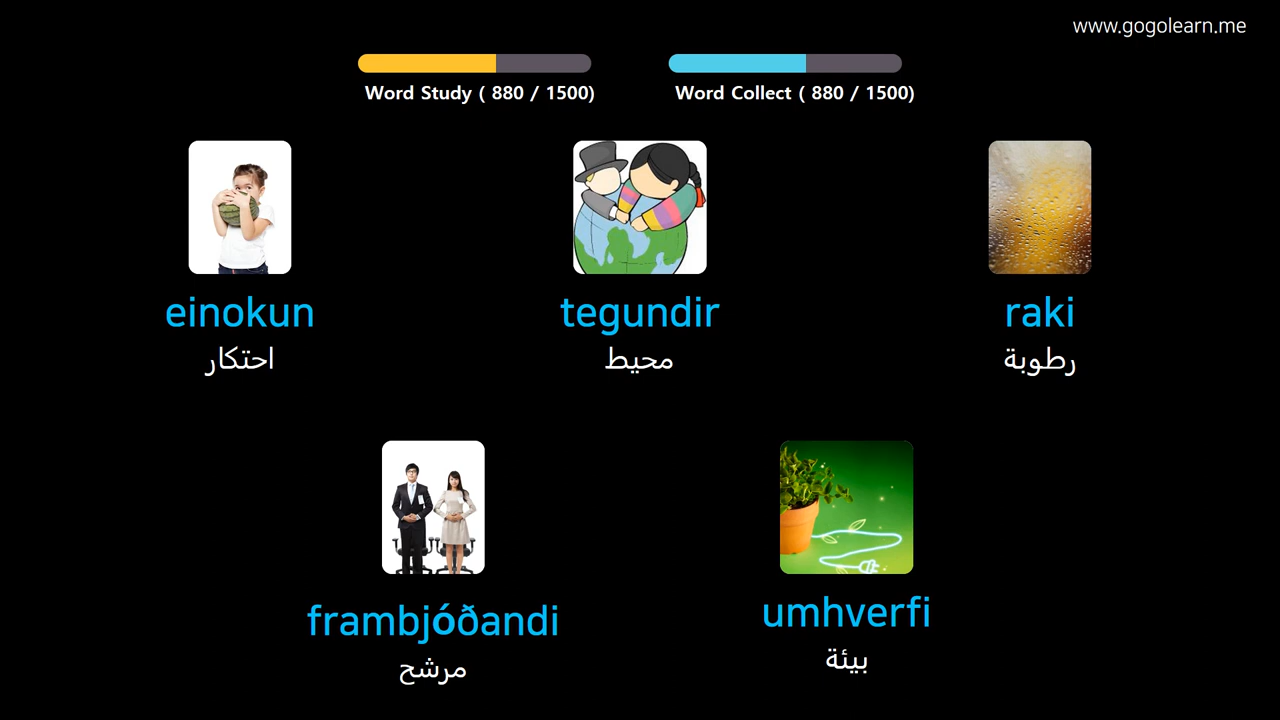 www.gogolearn.me
Word Study ( 880 / 1500)
Word Collect ( 880 / 1500)
einokun
احتكار
tegundir
محيط
raki
رطوبة
frambjóðandi
مرشح
umhverfi
بيئة